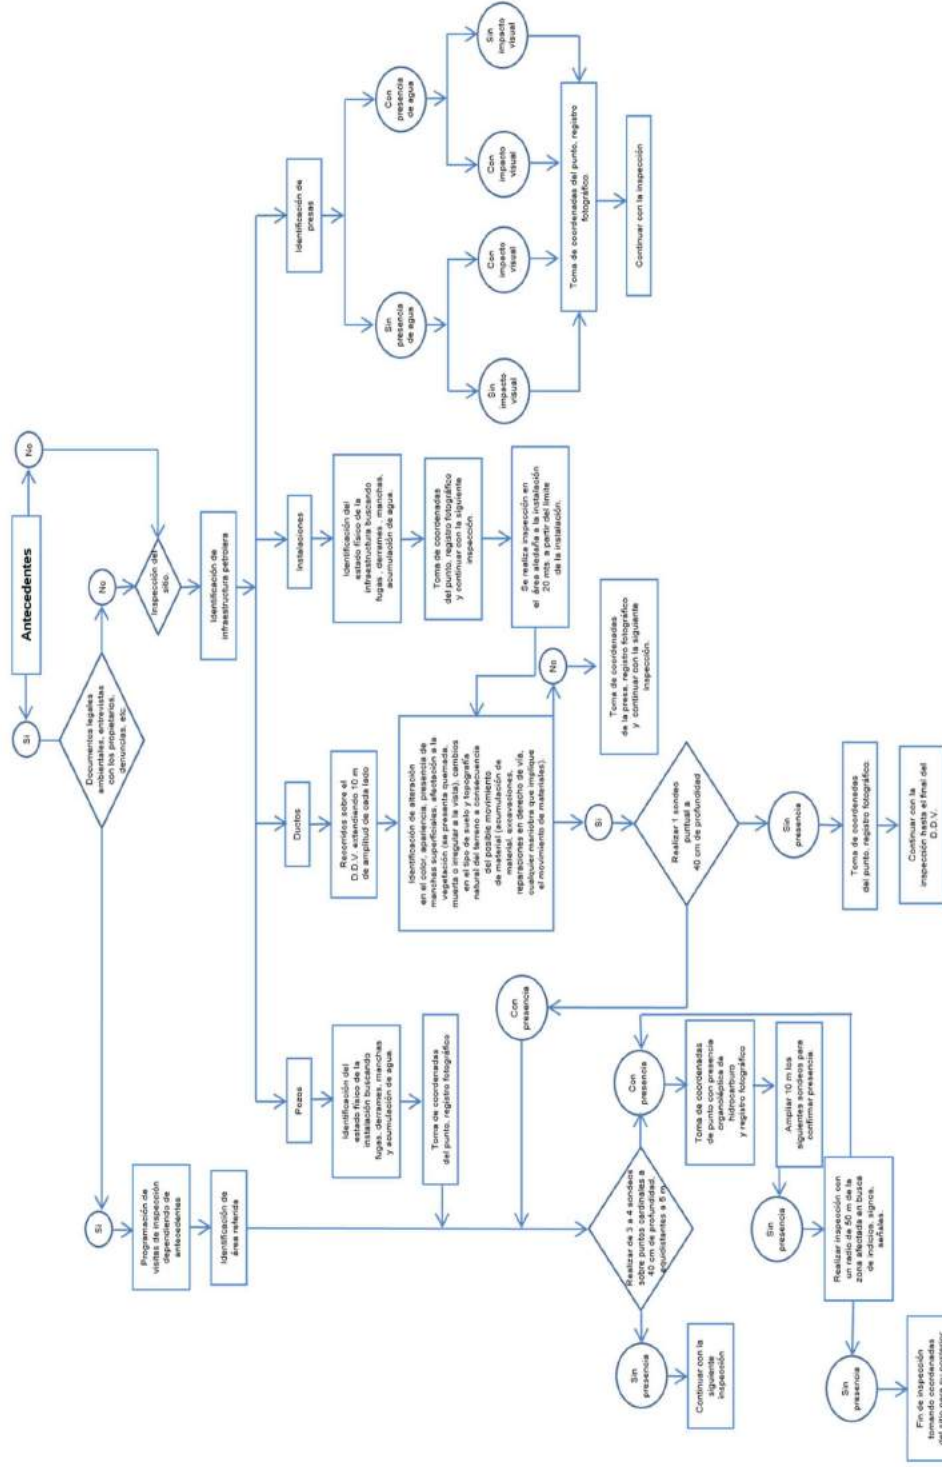 Antecedentes
Si
No
Documentos legales
ambientales, entrevistas
con los propietarios,
denuncias, etc
No
Inspección del
sitio.
Si
Programación de
visitas de inspección
dependiendo de
antecedentes
Identificación de
área referida
Identificación de
infraestructura petrolera
Pozos
Identificación del
estado físico de la
instalación buscando
fugas, derrames, manchas
y acumulación de agua.
Toma de coordenadas
del punto, registro fotográfico
Ductos
Recorridos sobre el
D.D.V. extendiendo 10 m
de amplitud de cada lado
Identificación de alteración
en el color, apariencia, presencia de
manchas superficiales, afectación a la
vegetación (se presenta quemada,
muerta o irregular a la vista), cambios
en el tipo de suelo y topografía
natural del terreno a consecuencia
del posible movimiento
de material (acumulación de
material, excavaciones,
reparaciones en derecho de vía,
cualquier maniobra que implique
el movimiento de materiales).
Instalaciones
Identificación del
estado físico de la
infraestructura buscando
fugas, derrames, manchas,
acumulación de agua.
Toma de coordenadas
del punto, registro fotográfico
y continuar con la siguiente
inspección
Se realiza inspección en
el área aledaña a la instalación
20 mts a partir del límite
de la instalación.
No
Toma de coordenadas
de la presa, registro fotográfico
y continuar con la siguiente
inspección.
Identificación de
presas
Sin
presencia
de agua
Con
presencia
de agua
Sin
impacto
visual
Con
impacto
visual
Con
impacto
visual
Sin
impacto
visual
Toma de coordenadas del punto, registro
fotográfico.
Continuar con la inspección
Si
Realizar 1 sondeo
puntual a
40 cm de profundidad
Con
presencia
Sin
presencia
Toma de coordenadas
del punto, registro fotográfico.
Continuar con la
inspección hasta el final del
D.D.V.
Realizar de 3 a 4 sondeos
sobre puntos cardinales a
40 cm de profundidad,
equidistantes a 5 m.
Sin
presencia
Continuar con la
siguiente
inspección
Con
presencia
Toma de coordenadas
de punto con presencia
organoléptica de
hidrocarburo
y registro fotográfico
Ampliar 10 m los
siguientes sondeos para
confirmar presencia.
Sin
presencia
Realizar inspección con
un radio de 50 m de la
zona afectada en busca
de indicios, signos,
señales.
Sin
presencia
Fin de inspección
tomando coordenadas